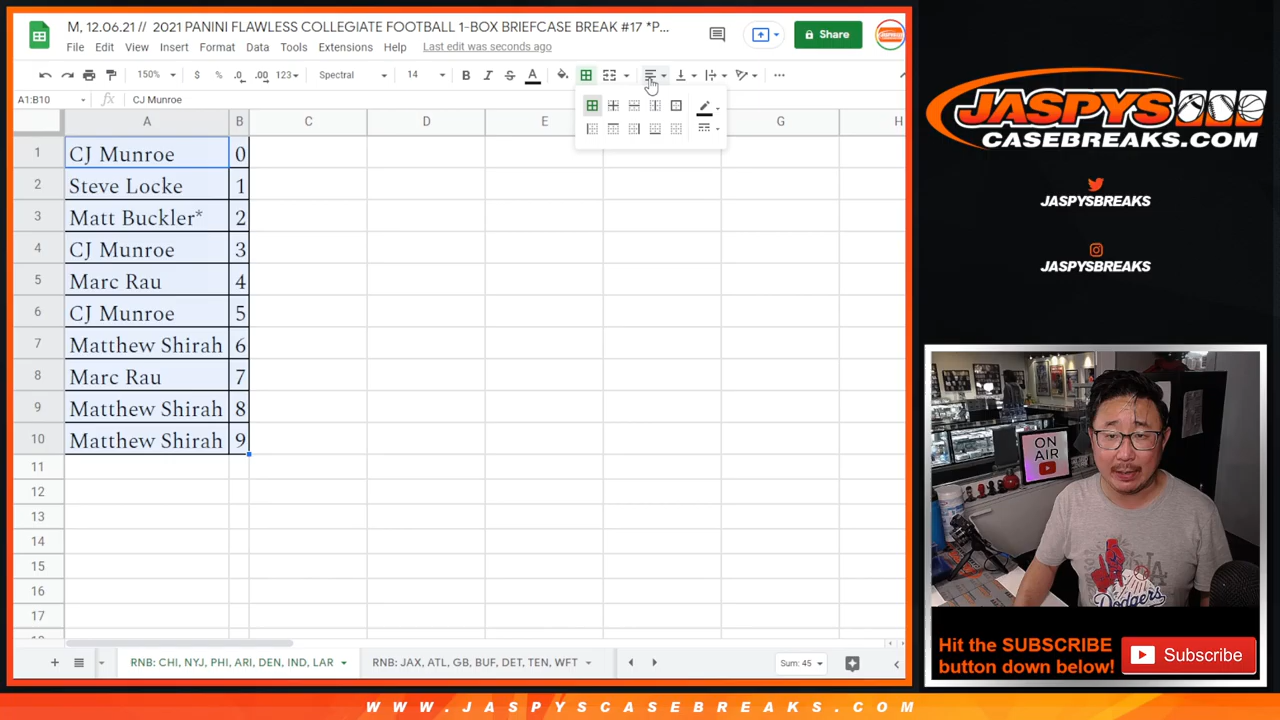 M, 12.06.21 // 2021 PANINI FLAWLESS COLLEGIATE FOOTBALL 1-BOX BRIEFCASE BREAK #17 *P...
File Edit View Insert Format Data Tools Extensions Help Last edit was seconds ago
Share
150% $ % .0 .00 123 Spectral 14 B I S A
A1:B10 fx CJ Munroe
A B C D E G H
1 CJ Munroe 0
2 Steve Locke 1
3 Matt Buckler* 2
4 CJ Munroe 3
5 Marc Rau 4
6 CJ Munroe 5
7 Matthew Shirah 6
8 Marc Rau 7
9 Matthew Shirah 8
10 Matthew Shirah 9
11
12
13
14
15
16
17
RNB: CHI, NYJ, PHI, ARI, DEN, IND, LAR
RNB: JAX, ATL, GB, BUF, DET, TEN, WFT
Sum: 45
JASPYS
CASEBREAKS.COM
JASPYSBREAKS
JASPYSBREAKS
ON
AIR
LA
Dodgers
Hit the SUBSCRIBE
button down below!
Subscribe
WWW.JASPYSCASEBREAKS.COM